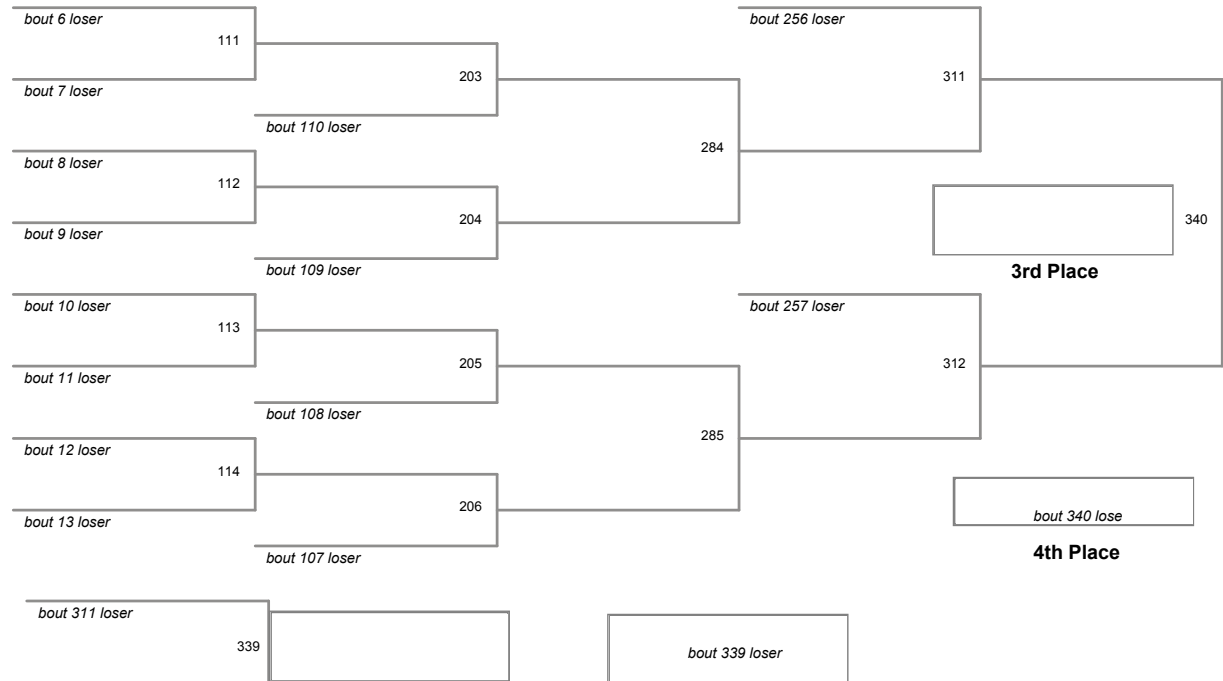 bout 6 loser
bout 256 loser
111
203
311
bout 7 loser
bout 110 loser
284
bout 8 loser
112
204
340
bout 9 loser
bout 109 loser
3rd Place
bout 10 loser
bout 257 loser
113
205
312
bout 11 loser
bout 108 loser
285
bout 12 loser
114
206
bout 13 loser
bout 340 lose
bout 107 loser
4th Place
bout 311 loser
339
bout 339 loser